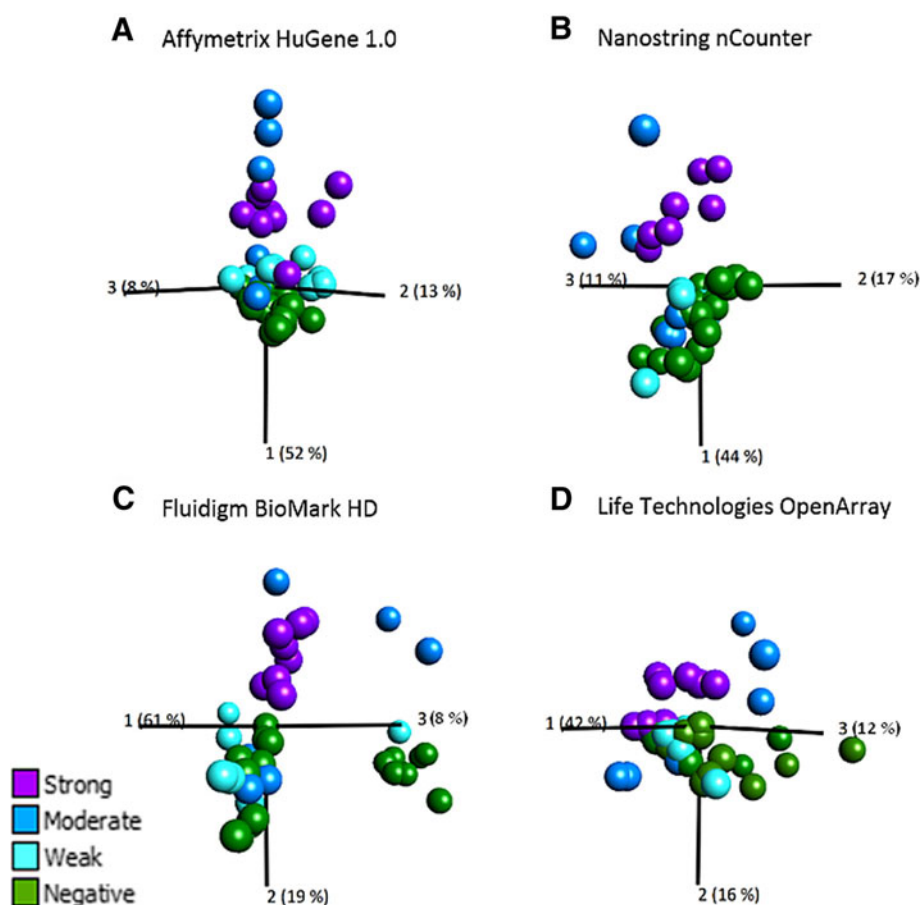 A Affymetrix HuGene 1.0
B Nanostring nCounter
3 (8 %)
2 (13 %)
1 (52 %)
3 (11 %)
2 (17 %)
1 (44 %)
C Fluidigm BioMark HD
D Life Technologies OpenArray
1 (61 %)
3 (8 %)
2 (19 %)
1 (42 %)
3 (12 %)
2 (16 %)
Strong
Moderate
Weak
Negative